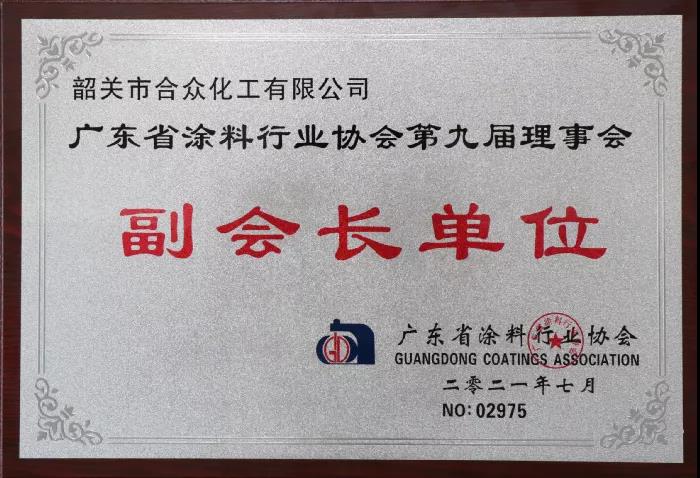 韶关市合众化工有限公司
广东省涂料行业协会第九届理事会
副会长单位
广东省涂料行业协会
GUANGDONG COATINGS ASSOCIATION
二零二一年七月
NO: 02975